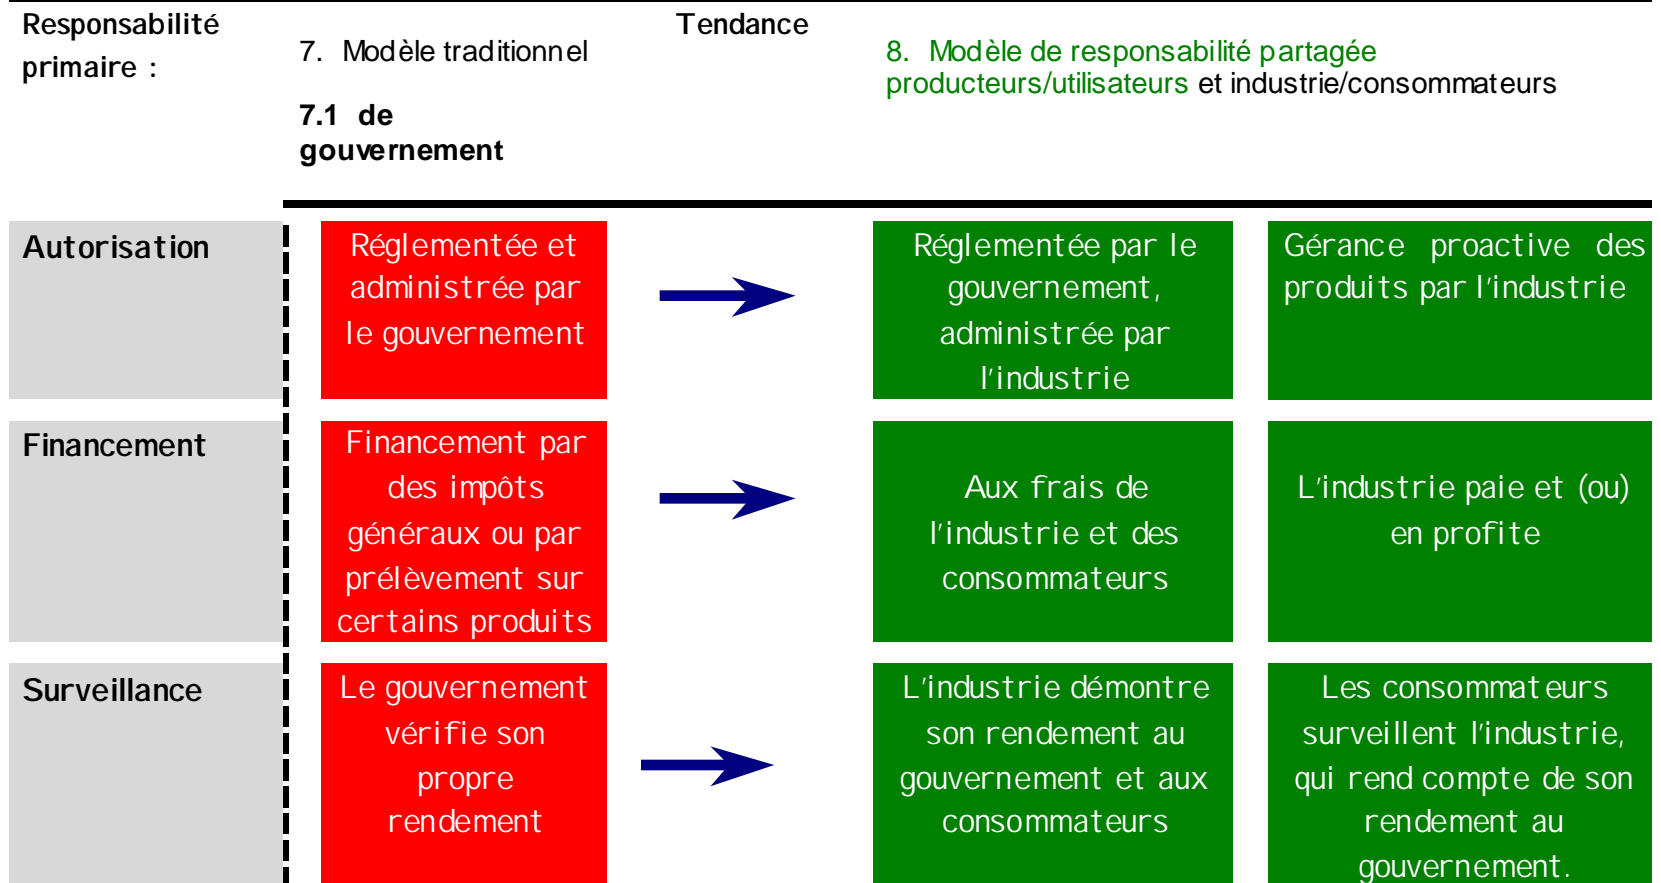 Responsabilité
primaire :
7. Modèle traditionnel
7.1 de
gouvernement
Tendance
8. Modèle de responsabilité partagée
producteurs/utilisateurs et industrie/consommateurs
Autorisation
Réglementée et
administrée par
le gouvernement
Réglementée par le
gouvernement,
administrée par
l'industrie
Gérance proactive des
produits par l'industrie
Financement
Financement par
des impôts
généraux ou par
prélèvement sur
certains produits
Aux frais de
l'industrie et des
consommateurs
L'industrie paie et (ou)
en profite
Surveillance
Le gouvernement
vérifie son
propre
rendement
L'industrie démontre
son rendement au
gouvernement et aux
consommateurs
Les consommateurs
surveillent l'industrie,
qui rend compte de son
rendement au
gouvernement.